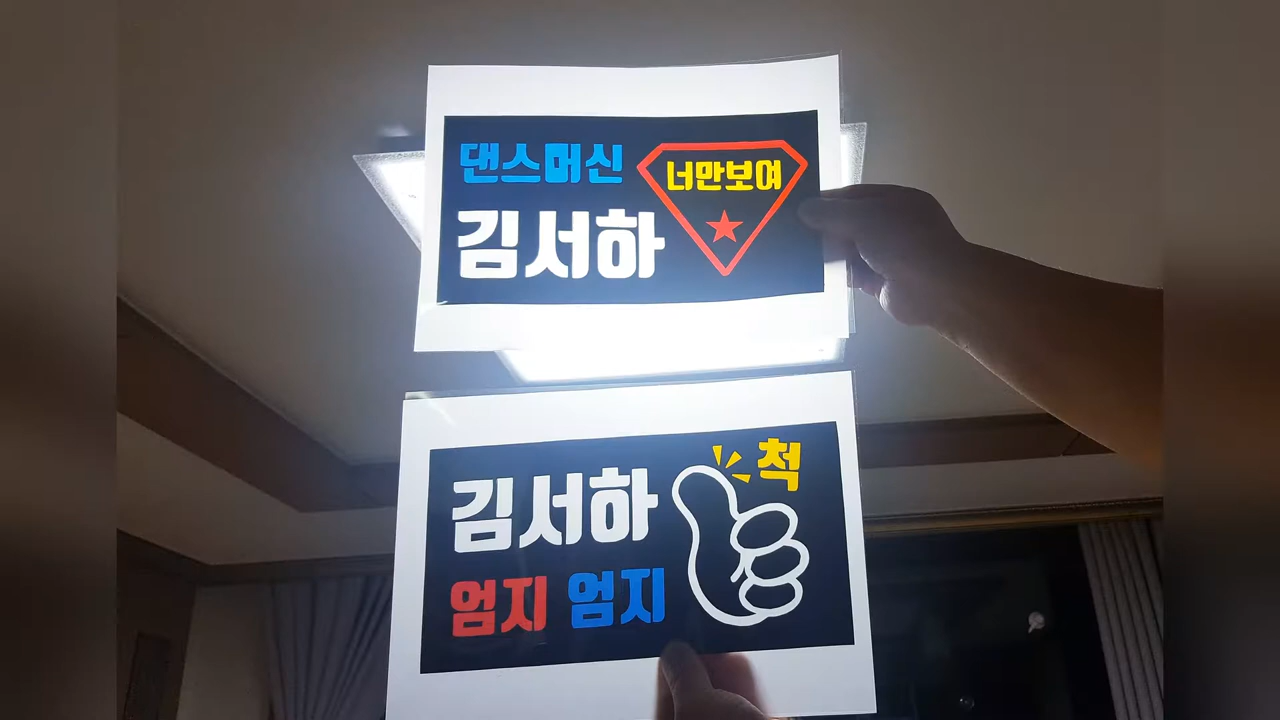 댄스머신
너만보여
김서하
척
김서하
엄지 엄지